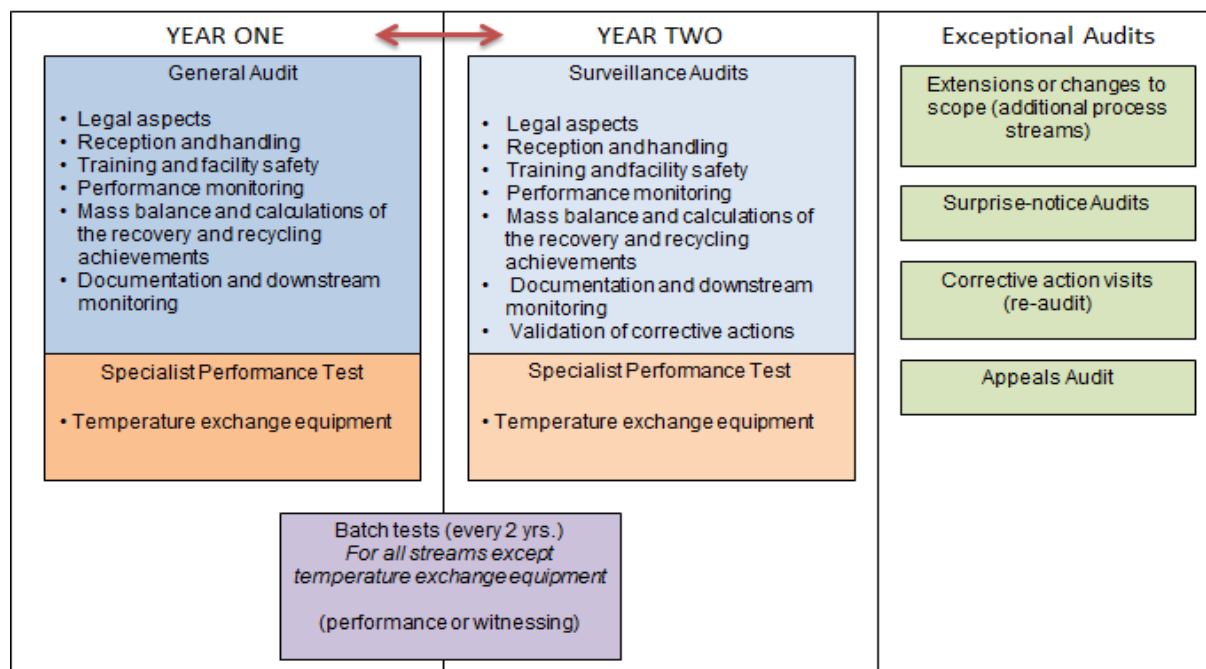 YEAR ONE
General Audit
• Legal aspects
• Reception and handling
• Training and facility safety
• Performance monitoring
• Mass balance and calculations of
the recovery and recycling
achievements
• Documentation and downstream
monitoring
Specialist Performance Test
• Temperature exchange equipment
YEAR TWO
Surveillance Audits
• Legal aspects
• Reception and handling
• Training and facility safety
• Performance monitoring
• Mass balance and calculations of
the recovery and recycling
achievements
• Documentation and downstream
monitoring
• Validation of corrective actions
Specialist Performance Test
• Temperature exchange equipment
Batch tests (every 2 yrs.)
For all streams except
temperature exchange equipment
(performance or witnessing)
Exceptional Audits
Extensions or changes to
scope (additional process
streams)
Surprise-notice Audits
Corrective action visits
(re-audit)
Appeals Audit